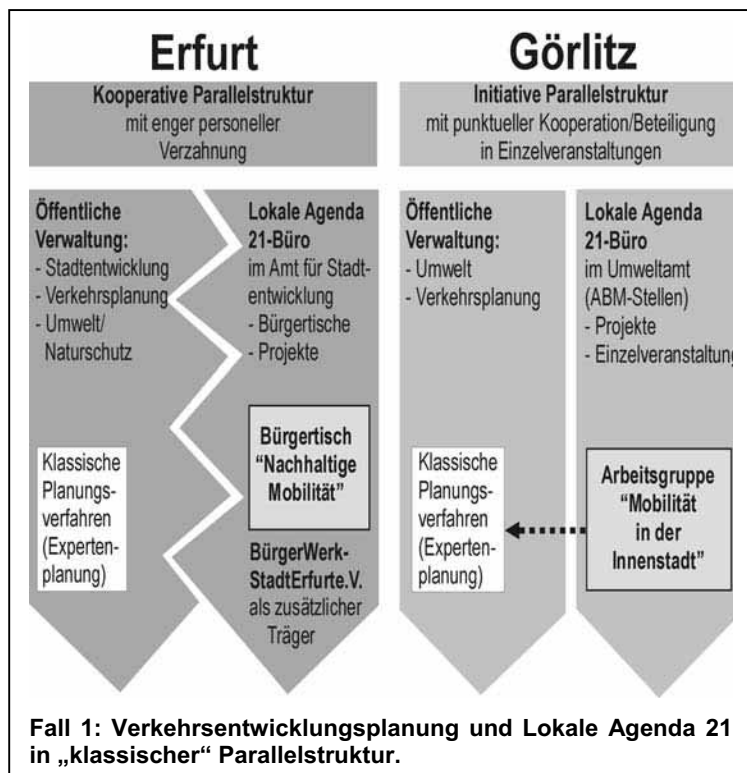 Erfurt
Kooperative Parallelstruktur
mit enger personeller
Verzahnung
Öffentliche
Verwaltung:
- Stadtentwicklung
- Verkehrsplanung
- Umwelt/
Naturschutz
Klassische
Planungs-
verfahren
(Experten-
planung)
Lokale Agenda
21-Büro
im Amt für Stadt-
entwicklung
- Bürgertische
- Projekte
Bürgertisch
“Nachhaltige
Mobilität”
BürgerWerk-
StadtErfurte.V.
als zusätzlicher
Träger
Görlitz
Initiative Parallelstruktur
mit punktueller Kooperation/Beteiligung
in Einzelveranstaltungen
Öffentliche
Verwaltung:
- Umwelt
- Verkehrsplanung
Klassische
Planungs-
verfahren
(Experten-
planung)
Lokale Agenda
21-Büro
im Umweltamt
(ABM-Stellen)
- Projekte
- Einzelveranstaltung
Arbeitsgruppe
“Mobilität
in der
Innenstadt”
Fall 1: Verkehrsentwicklungsplanung und Lokale Agenda 21
in „klassischer“ Parallelstruktur.